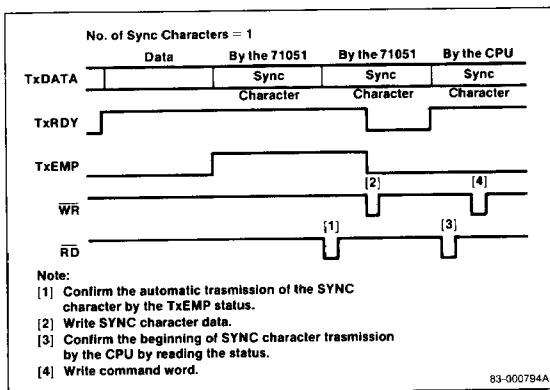 No. of Sync Characters = 1
Data By the 71051 By the 71051 By the CPU
TxDATA Sync Sync Sync
Character Character Character
TxRDY
TxEMP
[2] [4]
WR
[1] [3]
RD
Note:
[1] Confirm the automatic trasmission of the SYNC
character by the TxEMP status.
[2] Write SYNC character data.
[3] Confirm the beginning of SYNC character trasmission
by the CPU by reading the status.
[4] Write command word.
83-000794A